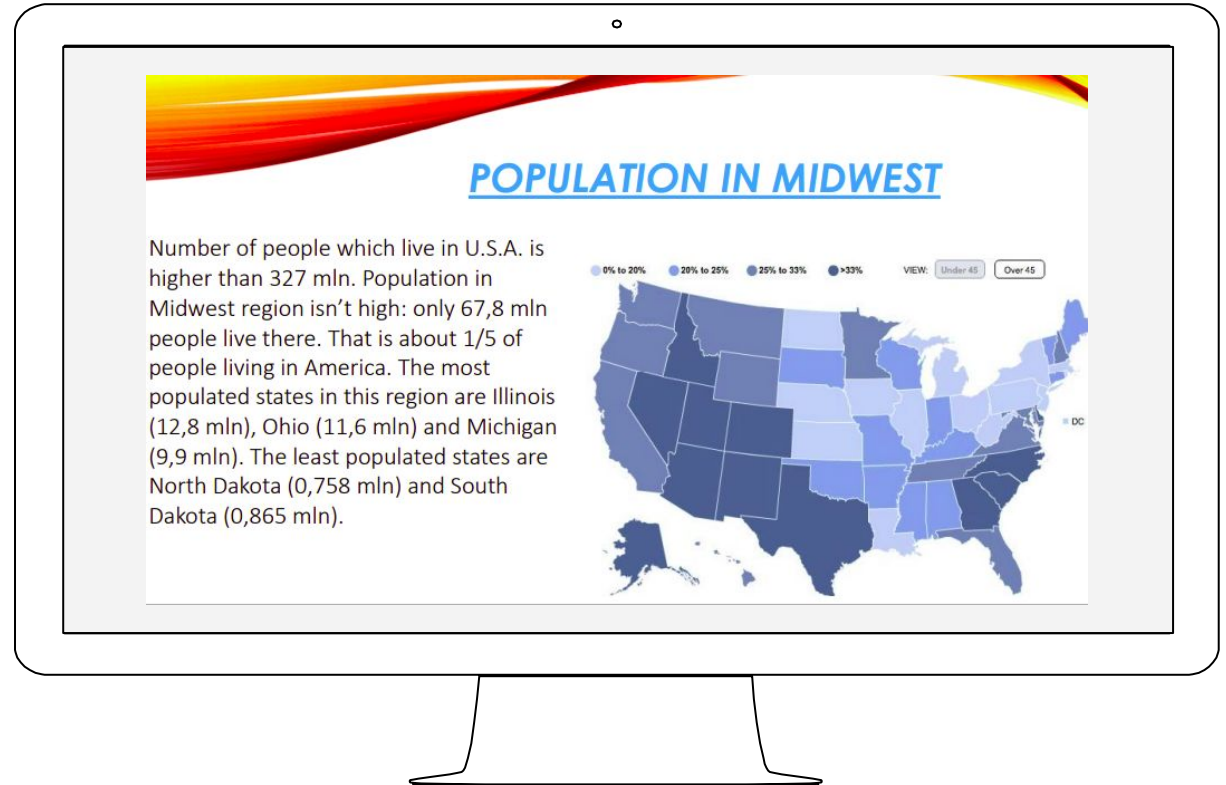 POPULATION IN MIDWEST
Number of people which live in U.S.A. is
higher than 327 mln. Population in
Midwest region isn’t high: only 67,8 mln
people live there. That is about 1/5 of
people living in America. The most
populated states in this region are Illinois
(12,8 mln), Ohio (11,6 mln) and Michigan
(9,9 mln). The least populated states are
North Dakota (0,758 mln) and South
Dakota (0,865 mln).
0% to 20% 20% to 25% 25% to 33% >33% VIEW: Under 45 Over 45
DC